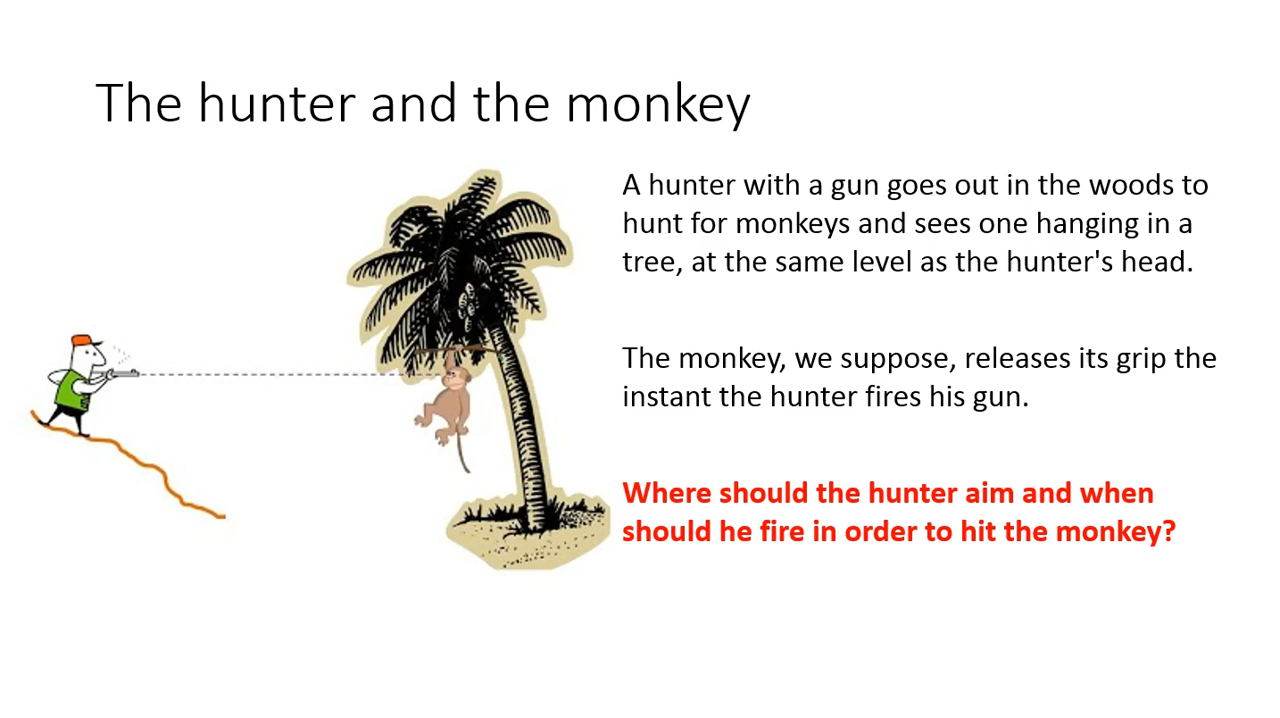 The hunter and the monkey
A hunter with a gun goes out in the woods to
hunt for monkeys and sees one hanging in a
tree, at the same level as the hunter's head.
The monkey, we suppose, releases its grip the
instant the hunter fires his gun.
Where should the hunter aim and when
should he fire in order to hit the monkey?